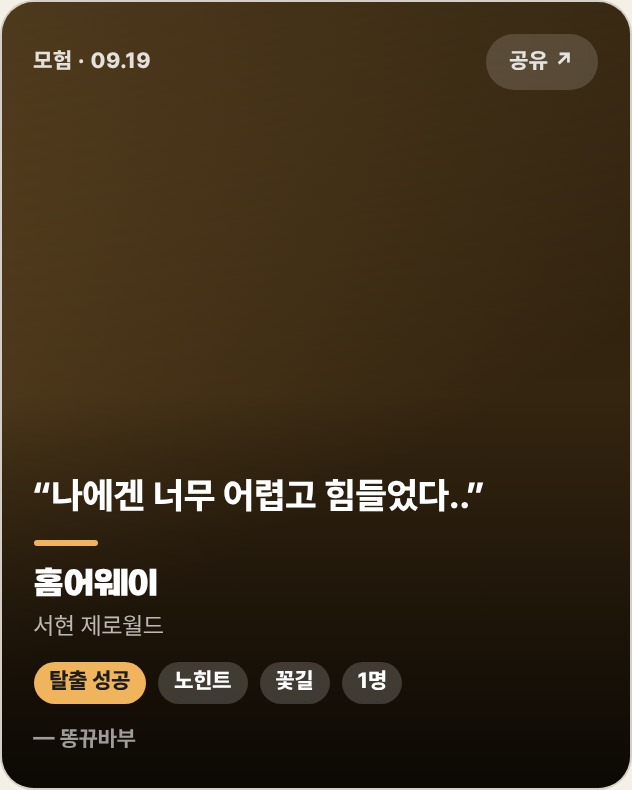 모험 · 09.19
공유 ↗
“나에겐 너무 어렵고 힘들었다..”
홈어웨이
서현 제로월드
탈출 성공 노힌트 꽃길 1명
— 똥뀨바부